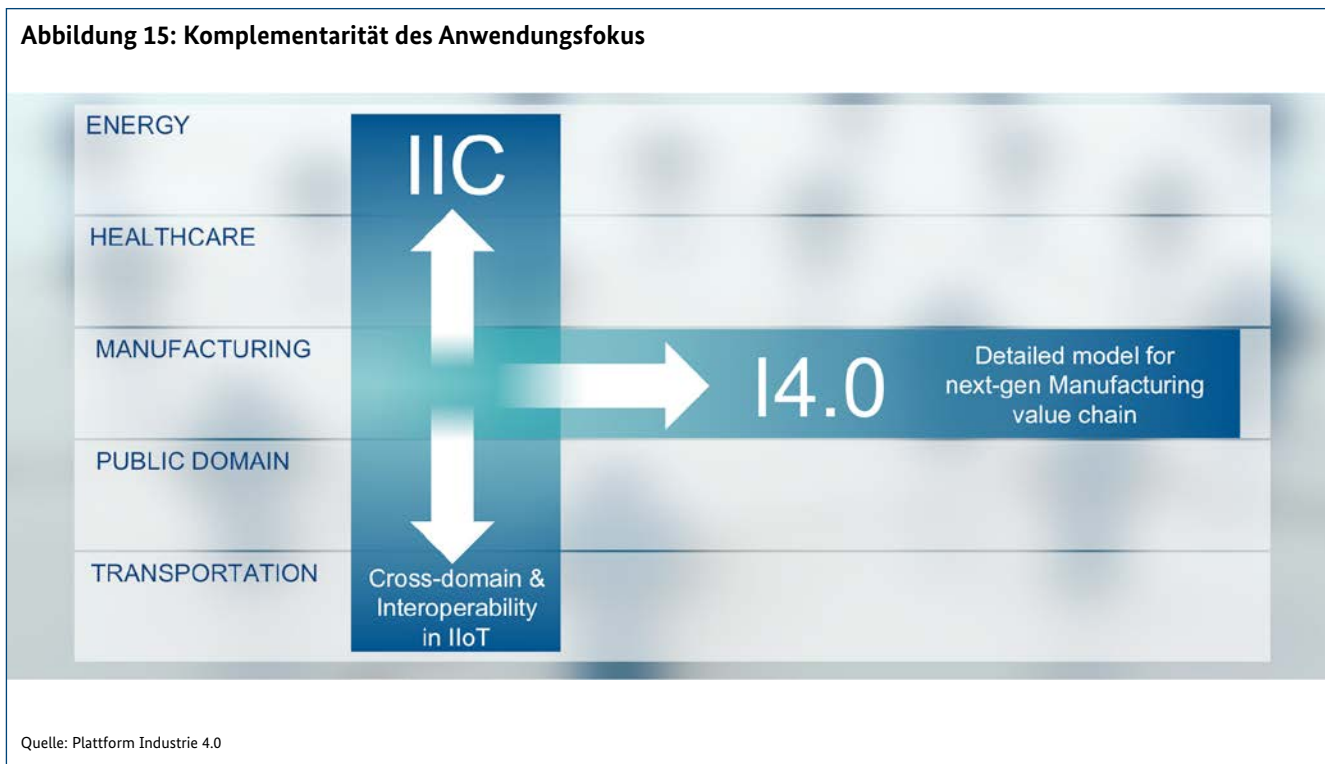 Abbildung 15: Komplementarität des Anwendungsfokus
ENERGY
IIC
HEALTHCARE
MANUFACTURING
I4.0
Detailed model for
next-gen Manufacturing
value chain
PUBLIC DOMAIN
TRANSPORTATION
Cross-domain &
Interoperability
in IIoT
Quelle: Plattform Industrie 4.0